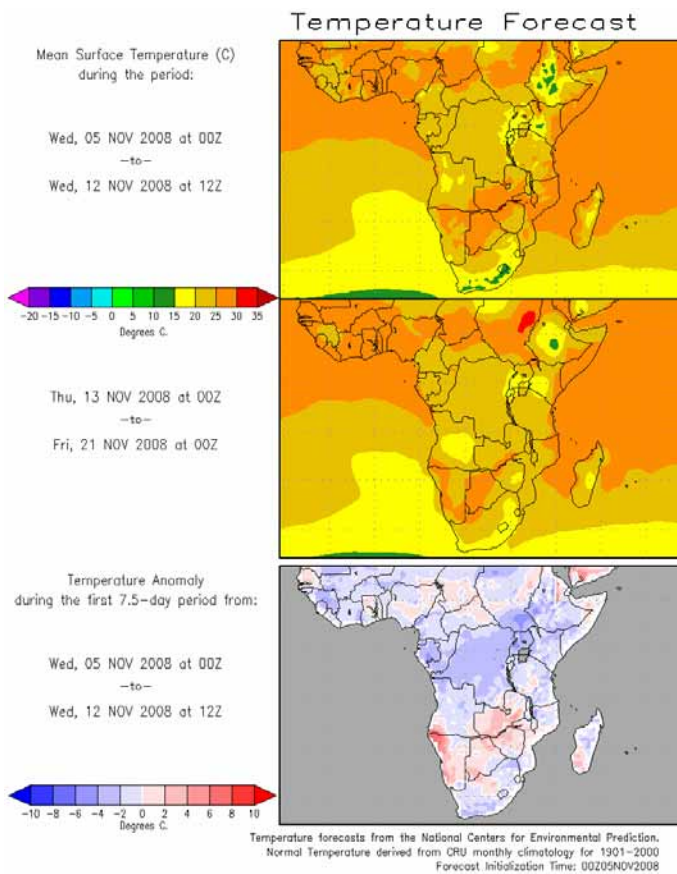 Temperature Forecast
Mean Surface Temperature (C)
during the period:
Wed, 05 NOV 2008 at 00Z
-to-
Wed, 12 NOV 2008 at 12Z
-20 -15 -10 -5 0 5 10 15 20 25 30 35
Degrees C.
Thu, 13 NOV 2008 at 00Z
-to-
Fri, 21 NOV 2008 at 00Z
Temperature Anomaly
during the first 7.5-day period from:
Wed, 05 NOV 2008 at 00Z
-to-
Wed, 12 NOV 2008 at 12Z
-10 -8 -6 -4 -2 0 2 4 6 8 10
Degrees C.
Temperature forecasts from the National Centers for Environmental Prediction.
Normal Temperature derived from CRU monthly climatology for 1901-2000
Forecast Initialization Time: 00Z05NOV2008